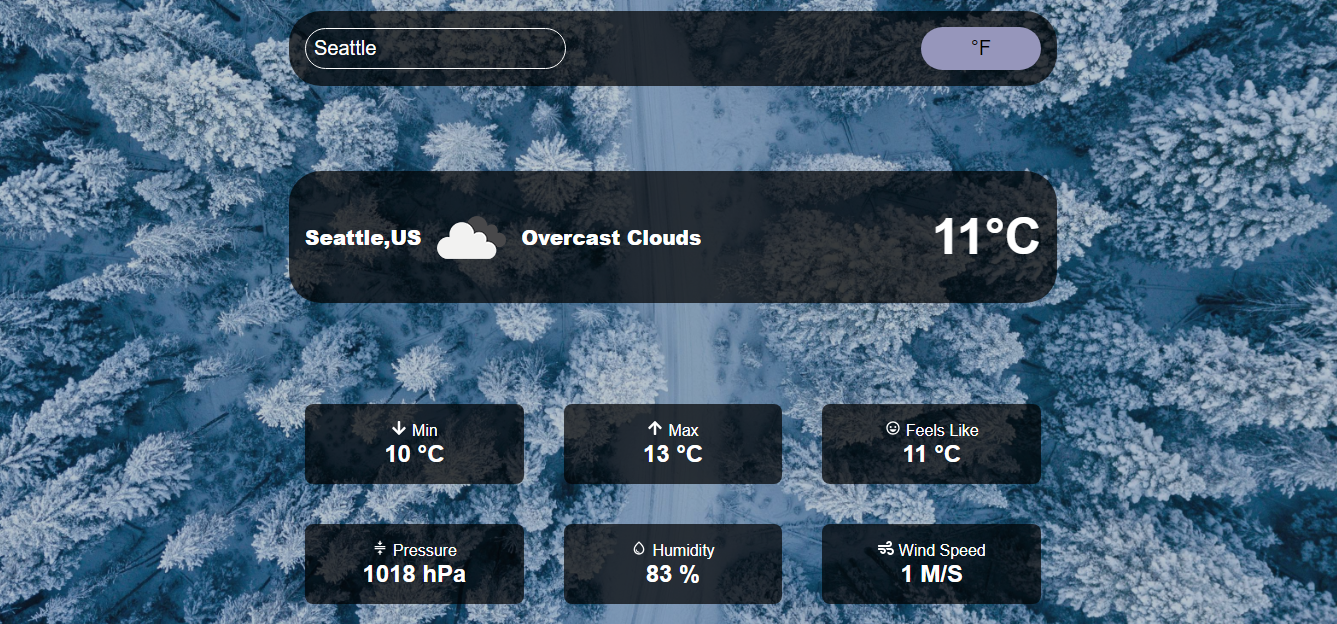 Seattle
°F
Seattle,US
Overcast Clouds
11°C
Min
10 °C
Max
13 °C
Feels Like
11 °C
Pressure
1018 hPa
Humidity
83 %
Wind Speed
1 M/S